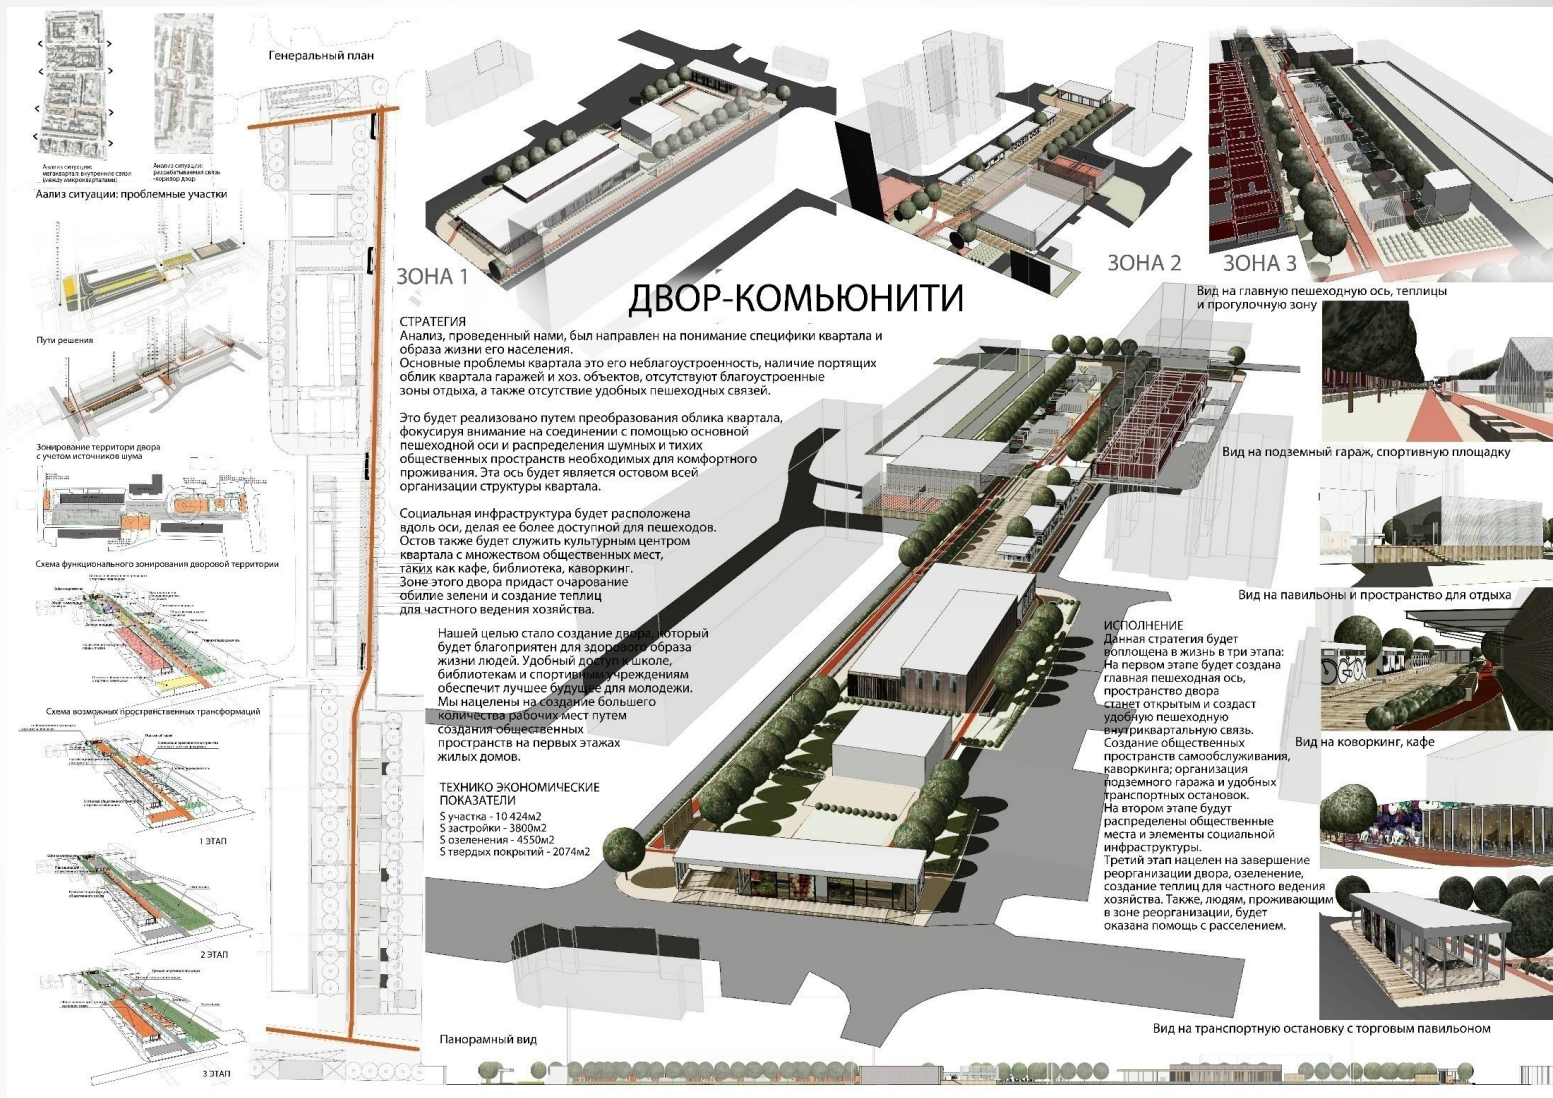 Генеральный план
Анализ ситуации:
мегаквартал: внутренние связи
(между микрокварталами)
Анализ ситуации:
разрабатываемая связь
-коридор двор
Аализ ситуации: проблемные участки
Пути решения
Зонирование территори двора
с учетом источников шума
Схема функционального зонирования дворовой территории
Схема возможных пространственных трансформаций
1 ЭТАП
2 ЭТАП
3 ЭТАП
ЗОНА 1
ЗОНА 2
ЗОНА 3
ДВОР-КОМЬЮНИТИ
СТРАТЕГИЯ
Анализ, проведенный нами, был направлен на понимание специфики квартала и
образа жизни его населения.
Основные проблемы квартала это его неблагоустроенность, наличие портящих
облик квартала гаражей и хоз. объектов, отсутствуют благоустроенные
зоны отдыха, а также отсутствие удобных пешеходных связей.
Это будет реализовано путем преобразования облика квартала,
фокусируя внимание на соединении с помощью основной
пешеходной оси и распределения шумных и тихих
общественных пространств необходимых для комфортного
проживания. Эта ось будет является остовом всей
организации структуры квартала.
Социальная инфраструктура будет расположена
вдоль оси, делая ее более доступной для пешеходов.
Остов также будет служить культурным центром
квартала с множеством общественных мест,
таких как кафе, библиотека, каворкинг.
Зоне этого двора придаст очарование
обилие зелени и создание теплиц
для частного ведения хозяйства.
Нашей целью стало создание двора, который
будет благоприятен для здорового образа
жизни людей. Удобный доступ к школе,
библиотекам и спортивным учреждениям
обеспечит лучшее будущее для молодежи.
Мы нацелены на создание большего
количества рабочих мест путем
создания общественных
пространств на первых этажах
жилых домов.
ТЕХНИКО ЭКОНОМИЧЕСКИЕ
ПОКАЗАТЕЛИ
S участка - 10 424м2
S застройки - 3800м2
S озеленения - 4550м2
S твердых покрытий - 2074м2
Панорамный вид
Вид на главную пешеходную ось, теплицы
и прогулочную зону
Вид на подземный гараж, спортивную площадку
Вид на павильоны и пространство для отдыха
Вид на коворкинг, кафе
ИСПОЛНЕНИЕ
Данная стратегия будет
воплощена в жизнь в три этапа:
На первом этапе будет создана
главная пешеходная ось,
пространство двора
станет открытым и создаст
удобную пешеходную
внутриквартальную связь.
Создание общественных
пространств самообслуживания,
каворкинга; организация
подземного гаража и удобных
транспортных остановок.
На втором этапе будут
распределены общественные
места и элементы социальной
инфраструктуры.
Третий этап нацелен на завершение
реорганизации двора, озеленение,
создание теплиц для частного ведения
хозяйства. Также, людям, проживающим
в зоне реорганизации, будет
оказана помощь с расселением.
Вид на транспортную остановку с торговым павильоном